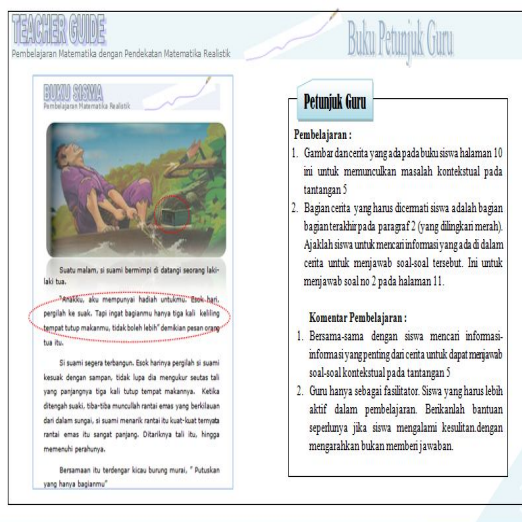 TEACHER GUIDE
Pembelajaran Matematika dengan Pendekatan Matematika Realistik
Buku Petunjuk Guru
BUKU SISWA
Pembelajaran Matematika Realistik
Suatu malam, si suami bermimpi di datangi seorang laki-
laki tua.
"Anakku, aku mempunyai hadiah untukmu. Esok hari,
pergilah ke suak. Tapi ingat bagianmu hanya tiga kali keliling
tempat tutup makanmu, tidak boleh lebih" demikian pesan orang
tua itu.
Si suami segera terbangun. Esok harinya pergilah si suami
kesuak dengan sampan, tidak lupa dia mengukur seutas tali
yang panjangnya tiga kali tutup tempat makannya. Ketika
ditengah suaki, tiba-tiba muncullah rantai emas yang berkilauan
dari dalam sungai, si suami menarik rantai itu kuat-kuat ternyata
rantai emas itu sangat panjang. Ditariknya tali itu, hingga
memenuhi perahunya.
Bersamaan itu terdengar kicau burung murai, " Putuskan
yang hanya bagianmu"
Petunjuk Guru
Pembelajaran :
1. Gambar dan cerita yang ada pada buku siswa halaman 10
ini untuk memunculkan masalah kontekstual pada
tantangan 5
2. Bagian cerita yang harus dicermati siswa adalah bagian
bagian terakhir pada paragraf 2 (yang dilingkari merah).
Ajaklah siswa untuk mencari informasi yang ada di dalam
cerita untuk menjawab soal-soal tersebut. Ini untuk
menjawab soal no 2 pada halaman 11.
Komentar Pembelajaran :
1. Bersama-sama dengan siswa mencari informasi-
informasi yang penting dari cerita untuk dapat menjawab
soal-soal kontekstual pada tantangan 5
2. Guru hanya sebagai fasilitator. Siswa yang harus lebih
aktif dalam pembelajaran. Berikanlah bantuan
seperlunya jika siswa mengalami kesulitan.dengan
mengarahkan bukan memberi jawaban.